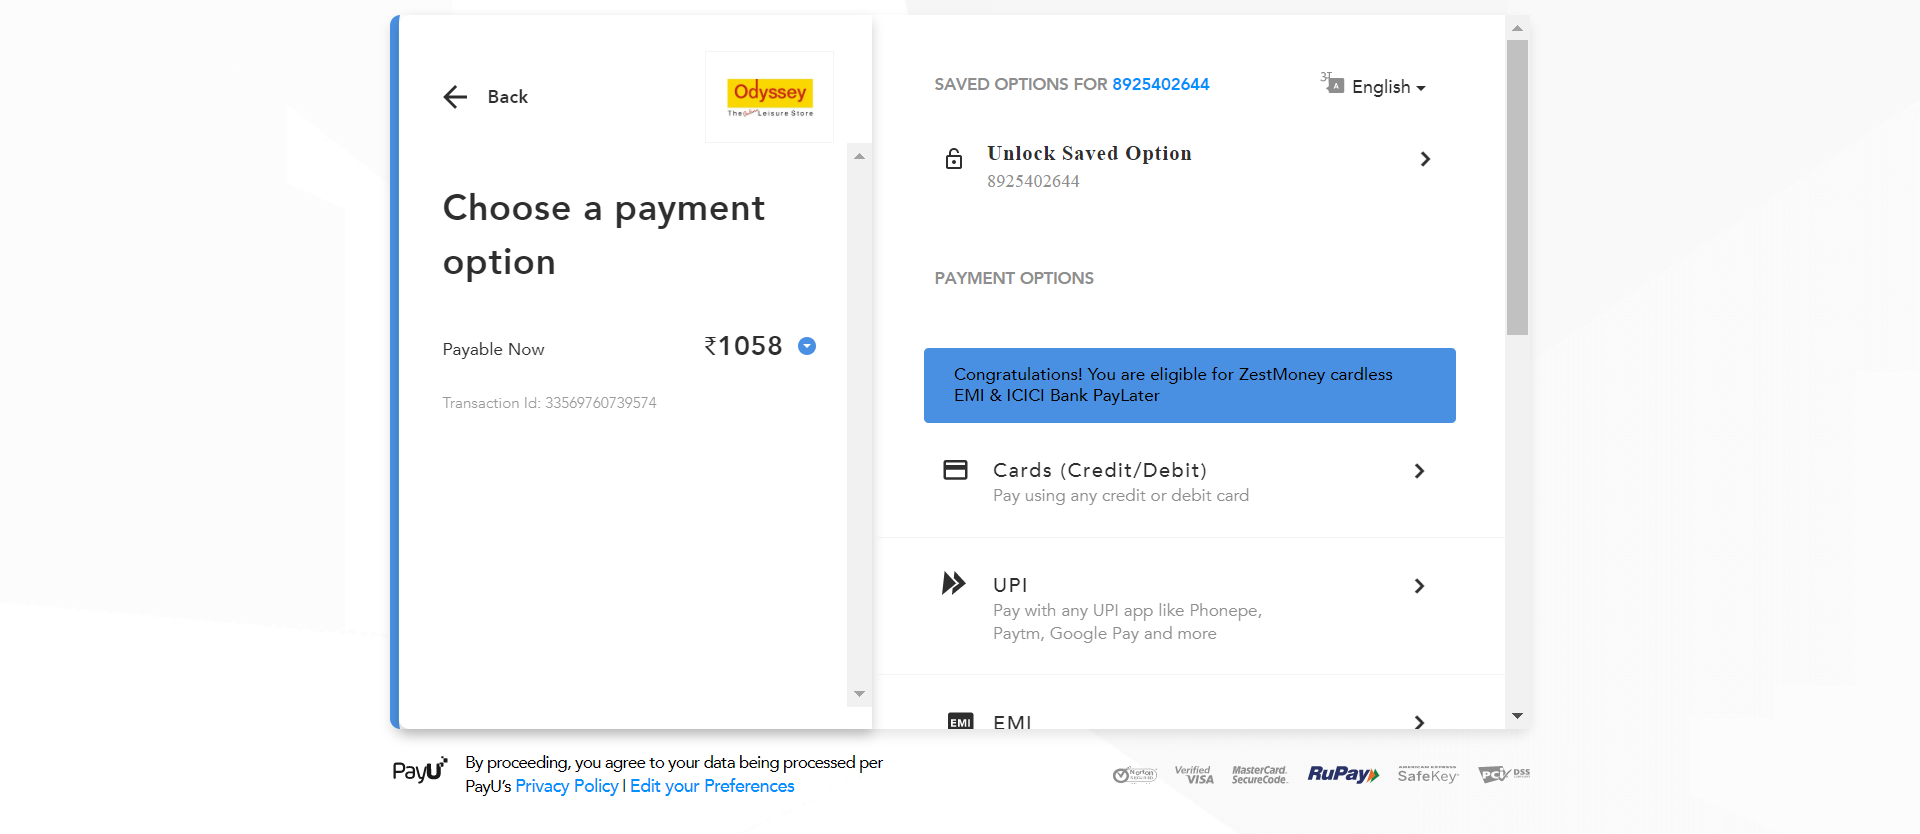 Back
Odyssey
The Leisure Store
Choose a payment
option
Payable Now
₹1058
Transaction Id: 33569760739574
SAVED OPTIONS FOR 8925402644
English
Unlock Saved Option
8925402644
PAYMENT OPTIONS
Congratulations! You are eligible for ZestMoney cardless
EMI & ICICI Bank PayLater
Cards (Credit/Debit)
Pay using any credit or debit card
UPI
Pay with any UPI app like Phonepe,
Paytm, Google Pay and more
EMI EMI
PayU
By proceeding, you agree to your data being processed per
PayU's Privacy Policy | Edit your Preferences
Norton
Verified
VISA
MasterCard.
SecureCode.
RuPay
AMERICAN EXPRESS
SafeKey
PCI DSS